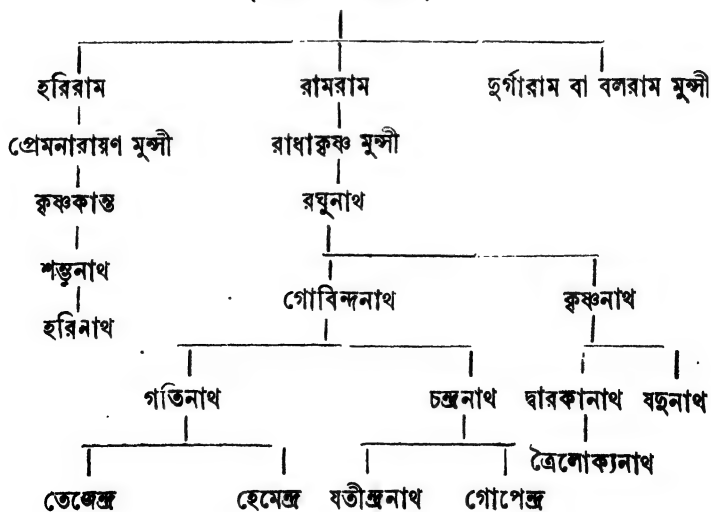 হরিরাম রামরাম দুর্গারাম বা বলরাম মুন্সী
প্রেমনারায়ণ মুন্সী রাধাকৃষ্ণ মুন্সী
কৃষ্ণকান্ত রঘুনাথ
শম্ভুনাথ
গোবিন্দনাথ কৃষ্ণনাথ
হরিনাথ
গতিনাথ চন্দ্রনাথ দ্বারকানাথ যদুনাথ
ত্রৈলোক্যনাথ
তেজেন্দ্র হেমেন্দ্র যতীন্দ্রনাথ গোপেন্দ্র